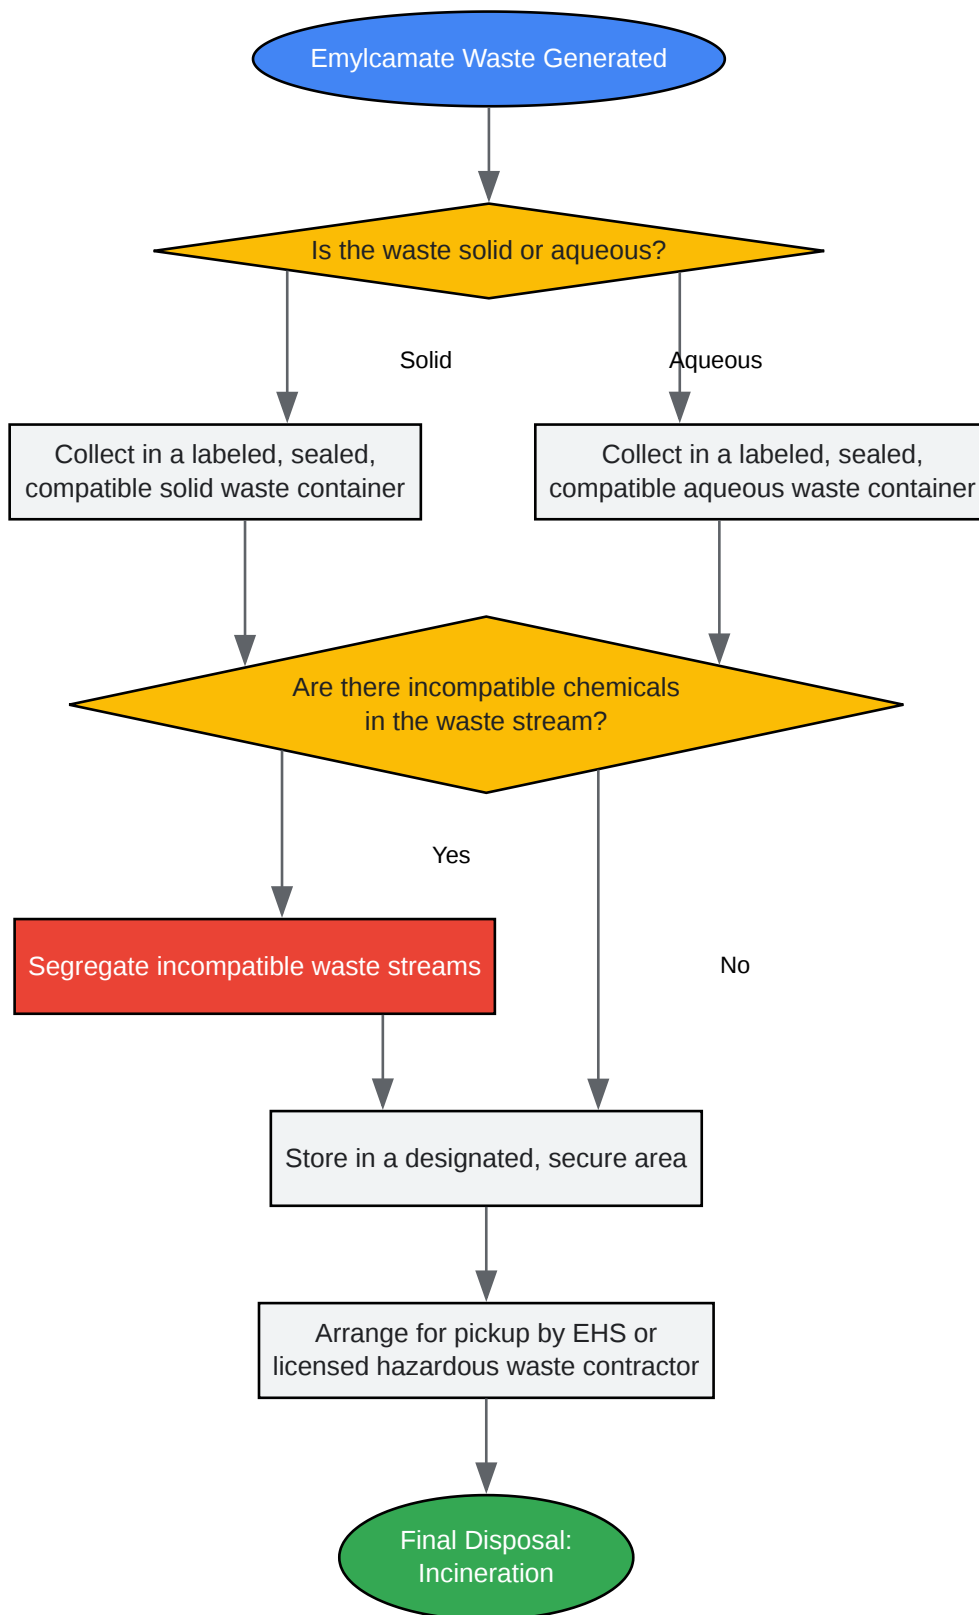 Emylcamate Waste Generated
Is the waste solid or aqueous?
Solid
Aqueous
Collect in a labeled, sealed,
compatible solid waste container
Collect in a labeled, sealed,
compatible aqueous waste container
Are there incompatible chemicals
in the waste stream?
Yes
Segregate incompatible waste streams
No
Store in a designated, secure area
Arrange for pickup by EHS or
licensed hazardous waste contractor
Final Disposal:
Incineration